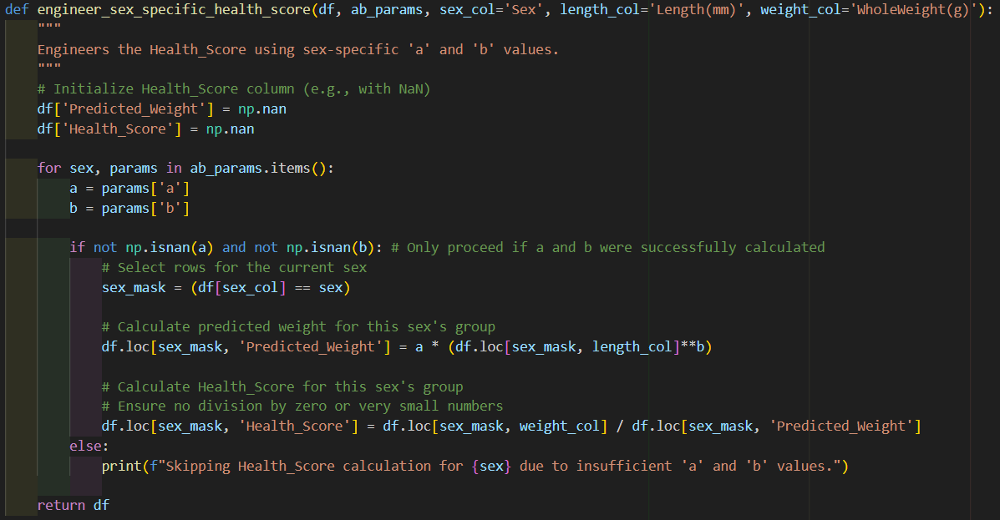 def engineer_sex_specific_health_score(df, ab_params, sex_col='Sex', length_col='Length(mm)', weight_col='WholeWeight(g)'):
    """
    Engineers the Health_Score using sex-specific 'a' and 'b' values.
    """
    # Initialize Health_Score column (e.g., with NaN)
    df['Predicted_Weight'] = np.nan
    df['Health_Score'] = np.nan

    for sex, params in ab_params.items():
        a = params['a']
        b = params['b']

        if not np.isnan(a) and not np.isnan(b): # Only proceed if a and b were successfully calculated
            # Select rows for the current sex
            sex_mask = (df[sex_col] == sex)

            # Calculate predicted weight for this sex's group
            df.loc[sex_mask, 'Predicted_Weight'] = a * (df.loc[sex_mask, length_col]**b)

            # Calculate Health_Score for this sex's group
            # Ensure no division by zero or very small numbers
            df.loc[sex_mask, 'Health_Score'] = df.loc[sex_mask, weight_col] / df.loc[sex_mask, 'Predicted_Weight']
        else:
            print(f"Skipping Health_Score calculation for {sex} due to insufficient 'a' and 'b' values.")

    return df